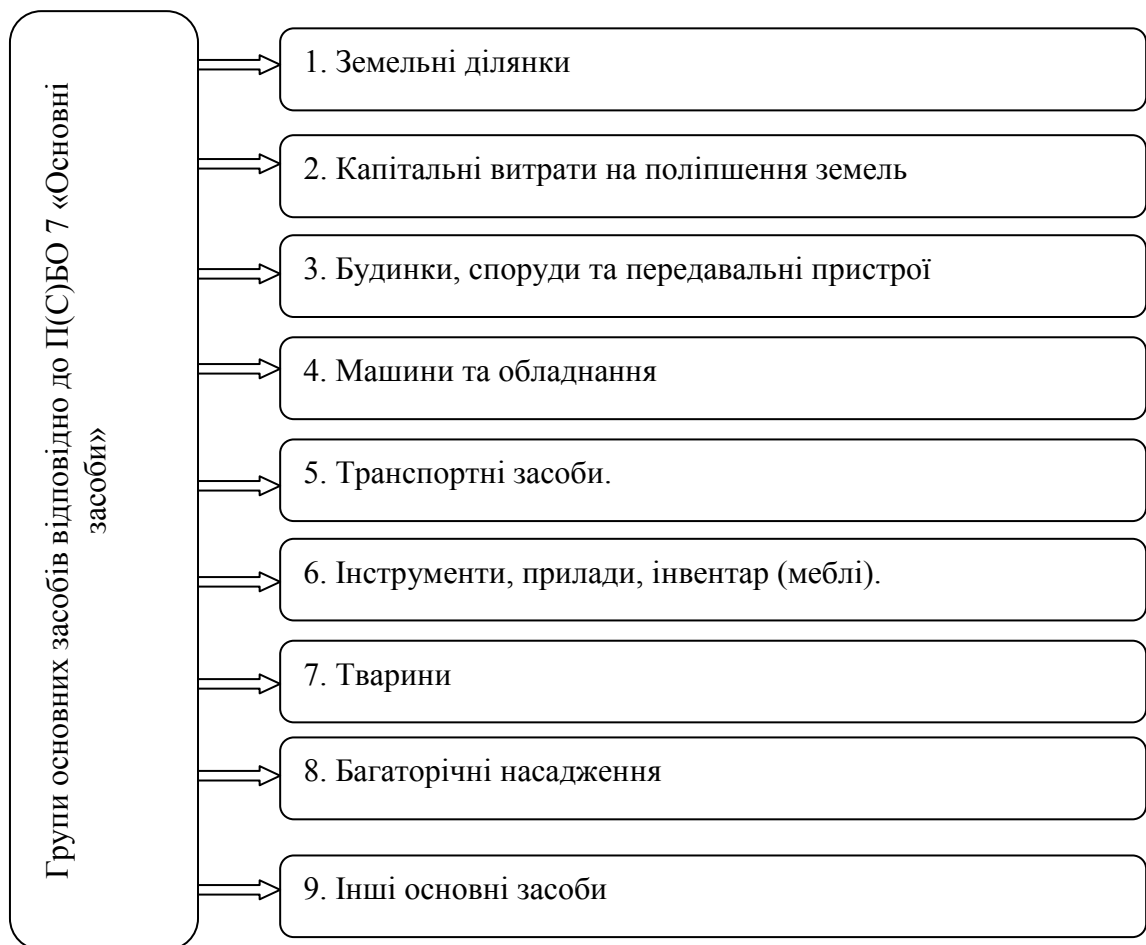 Групи основних засобів відповідно до П(С)БО 7 «Основні
засоби»
1. Земельні ділянки
2. Капітальні витрати на поліпшення земель
3. Будинки, споруди та передавальні пристрої
4. Машини та обладнання
5. Транспортні засоби.
6. Інструменти, прилади, інвентар (меблі).
7. Тварини
8. Багаторічні насадження
9. Інші основні засоби